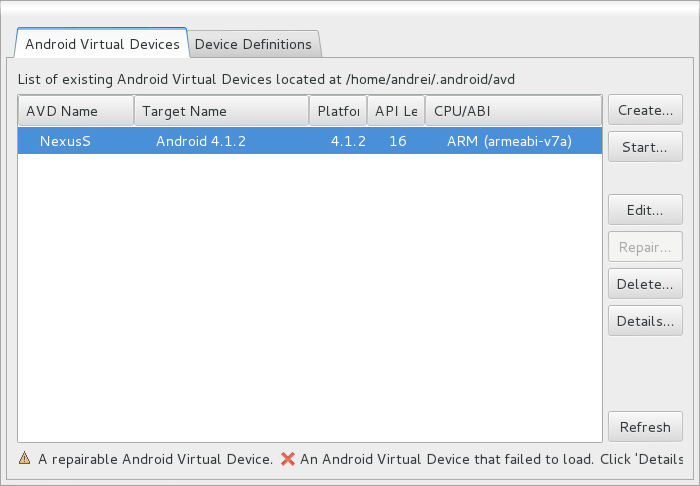 Android Virtual Devices Device Definitions
List of existing Android Virtual Devices located at /home/andrei/.android/avd
AVD Name Target Name Platfor API Le CPU/ABI
NexusS Android 4.1.2 4.1.2 16 ARM (armeabi-v7a)
Create...
Start...
Edit...
Repair...
Delete...
Details...
Refresh
A repairable Android Virtual Device. An Android Virtual Device that failed to load. Click 'Details